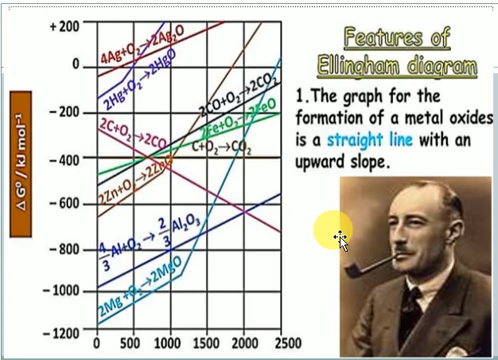 Features of
Ellingham diagram
1.The graph for the
formation of a metal oxides
is a straight line with an
upward slope.
ΔG° / kJ mol⁻¹
+ 200
0
− 200
− 400
− 600
− 800
− 1000
− 1200
4Ag+O₂→2Ag₂O
2Hg+O₂→2HgO
2C+O₂→2CO
2CO+O₂→2CO₂
2Fe+O₂→2FeO
C+O₂→CO₂
2Zn+O₂→2ZnO
4/3 Al+O₂ → 2/3 Al₂O₃
2Mg+O₂→2MgO
0 500 1000 1500 2000 2500